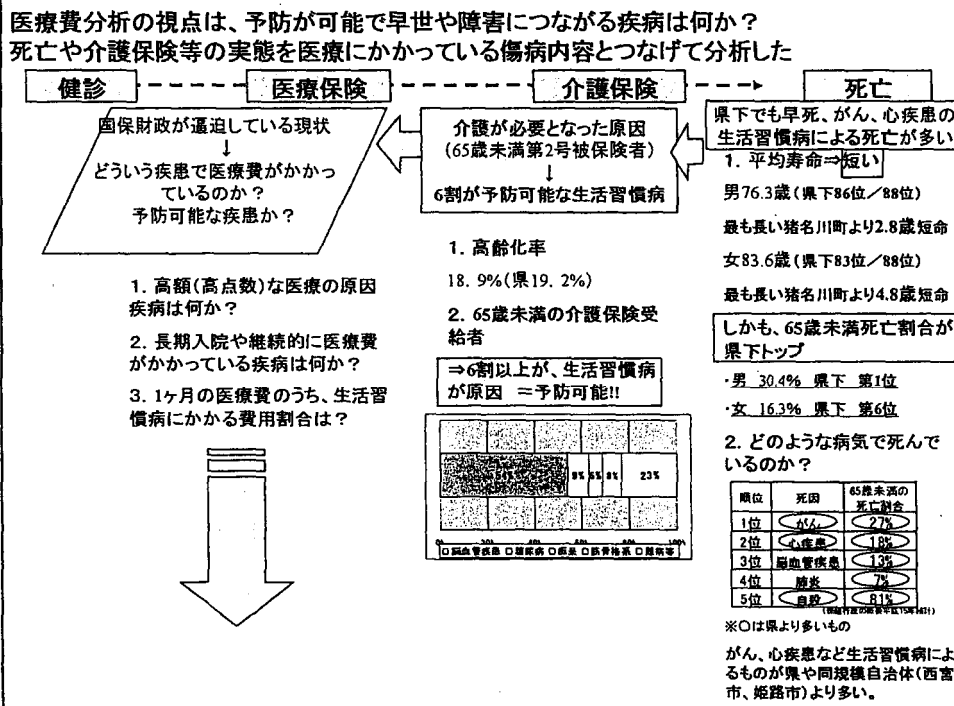 医療費分析の視点は、予防が可能で早世や障害につながる疾病は何か？
死亡や介護保険等の実態を医療にかかっている傷病内容とつなげて分析した
健診
医療保険
介護保険
死亡
国保財政が逼迫している現状
↓
どういう疾患で医療費がかかっ
ているのか？
予防可能な疾患か？
1. 高額(高点数)な医療の原因
疾病は何か？
2. 長期入院や継続的に医療費
がかかっている疾病は何か？
3. 1ヶ月の医療費のうち、生活習
慣病にかかる費用割合は？
介護が必要となった原因
(65歳未満第2号被保険者)
↓
6割が予防可能な生活習慣病
1. 高齢化率
18. 9%(県19. 2%)
2. 65歳未満の介護保険受
給者
⇒6割以上が、生活習慣病
が原因　＝予防可能!!
23%
県下でも早死、がん、心疾患の
生活習慣病による死亡が多い
1. 平均寿命⇒短い
男76.3歳(県下86位／88位)
最も長い猪名川町より2.8歳短命
女83.6歳(県下83位／88位)
最も長い猪名川町より4.8歳短命
しかも、65歳未満死亡割合が
県下トップ
・男 30.4% 県下 第1位
・女 16.3% 県下 第6位
2. どのような病気で死んで
いるのか？
順位 死因 65歳未満の
死亡割合
1位 がん 27%
2位 心疾患 18%
3位 脳血管疾患 13%
4位 肺炎 7%
5位 自殺
※○は県より多いもの
がん、心疾患など生活習慣病によ
るものが県や同規模自治体(西宮
市、姫路市)より多い。